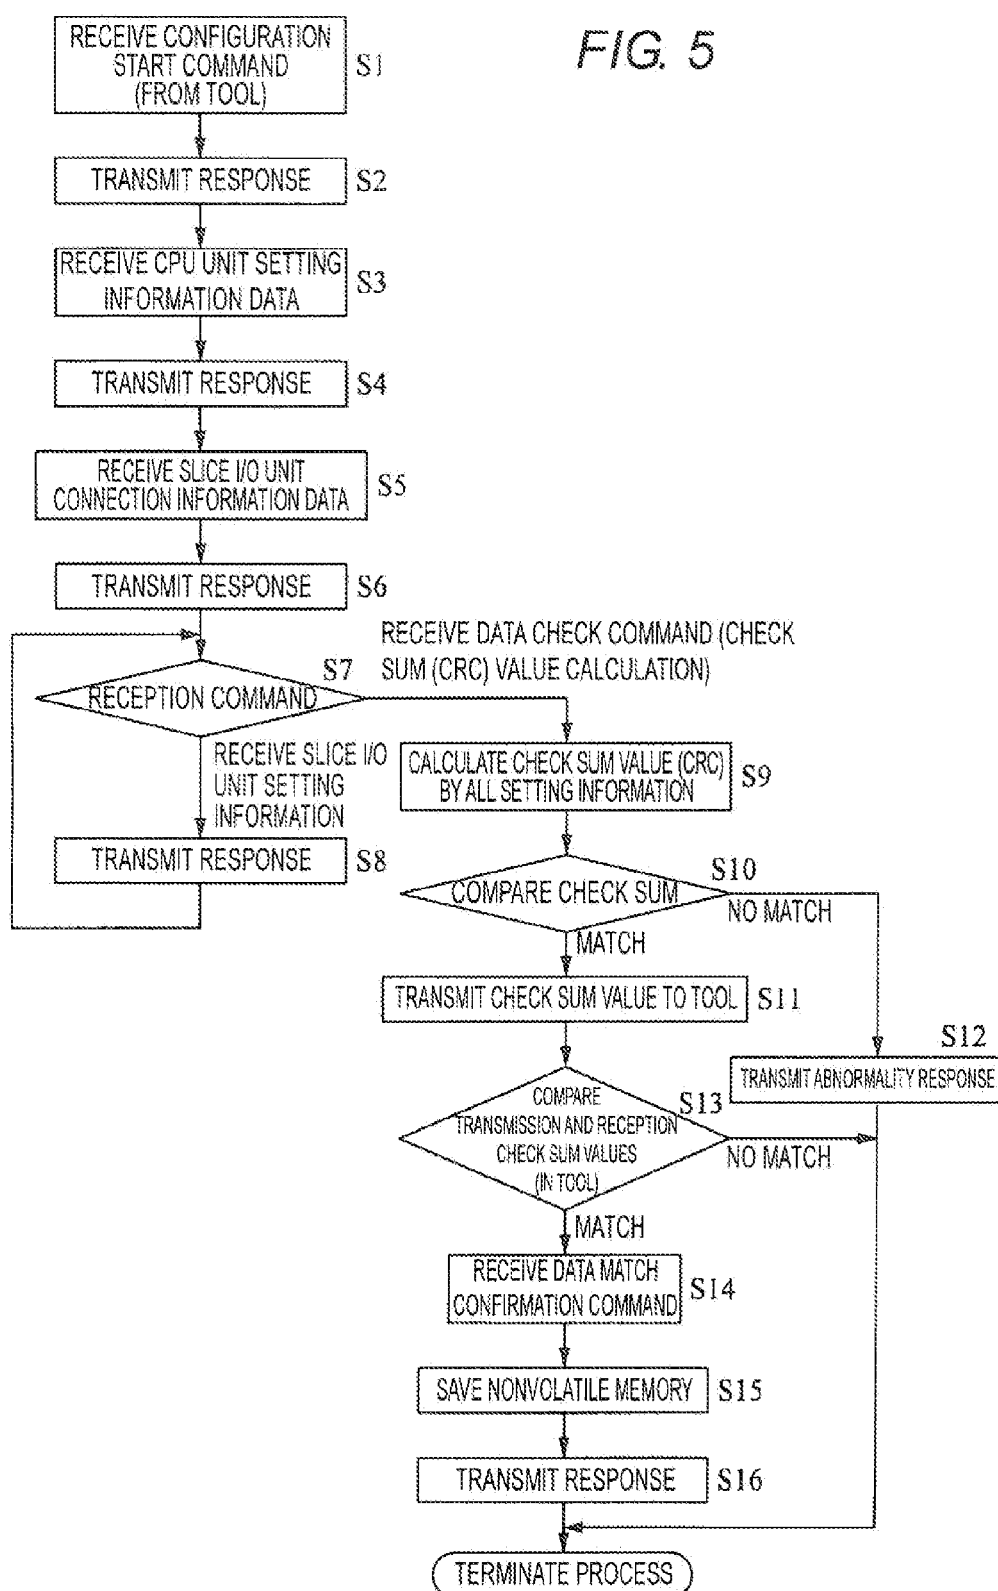 FIG. 5
RECEIVE CONFIGURATION
START COMMAND
(FROM TOOL)
S1
TRANSMIT RESPONSE
S2
RECEIVE CPU UNIT SETTING
INFORMATION DATA
S3
TRANSMIT RESPONSE
S4
RECEIVE SLICE I/O UNIT
CONNECTION INFORMATION DATA
S5
TRANSMIT RESPONSE
S6
RECEIVE DATA CHECK COMMAND (CHECK
SUM (CRC) VALUE CALCULATION)
S7
RECEPTION COMMAND
RECEIVE SLICE I/O
UNIT SETTING
INFORMATION
TRANSMIT RESPONSE
S8
CALCULATE CHECK SUM VALUE (CRC)
BY ALL SETTING INFORMATION
S9
COMPARE CHECK SUM
S10
NO MATCH
MATCH
TRANSMIT CHECK SUM VALUE TO TOOL
S11
S12
TRANSMIT ABNORMALITY RESPONSE
COMPARE
TRANSMISSION AND RECEPTION
CHECK SUM VALUES
(IN TOOL)
S13
NO MATCH
MATCH
RECEIVE DATA MATCH
CONFIRMATION COMMAND
S14
SAVE NONVOLATILE MEMORY
S15
TRANSMIT RESPONSE
S16
TERMINATE PROCESS